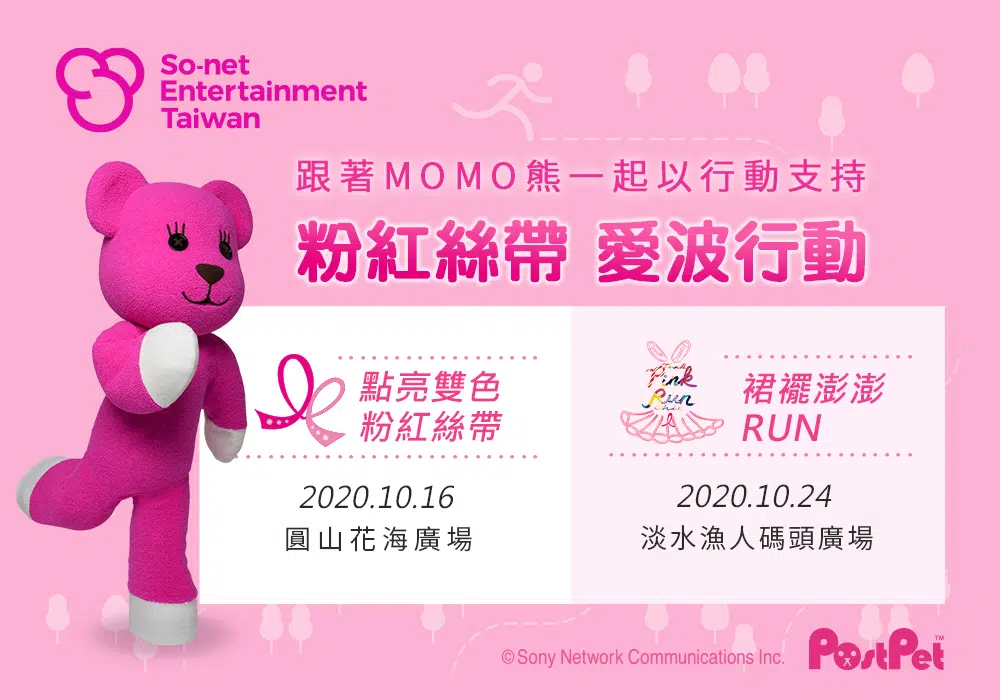 So-net
Entertainment
Taiwan
跟著MOMO熊一起以行動支持
粉紅絲帶 愛波行動
點亮雙色
粉紅絲帶
2020.10.16
圓山花海廣場
Pink
Run
裙襬澎澎
RUN
2020.10.24
淡水漁人碼頭廣場
© Sony Network Communications Inc.
PostPet™